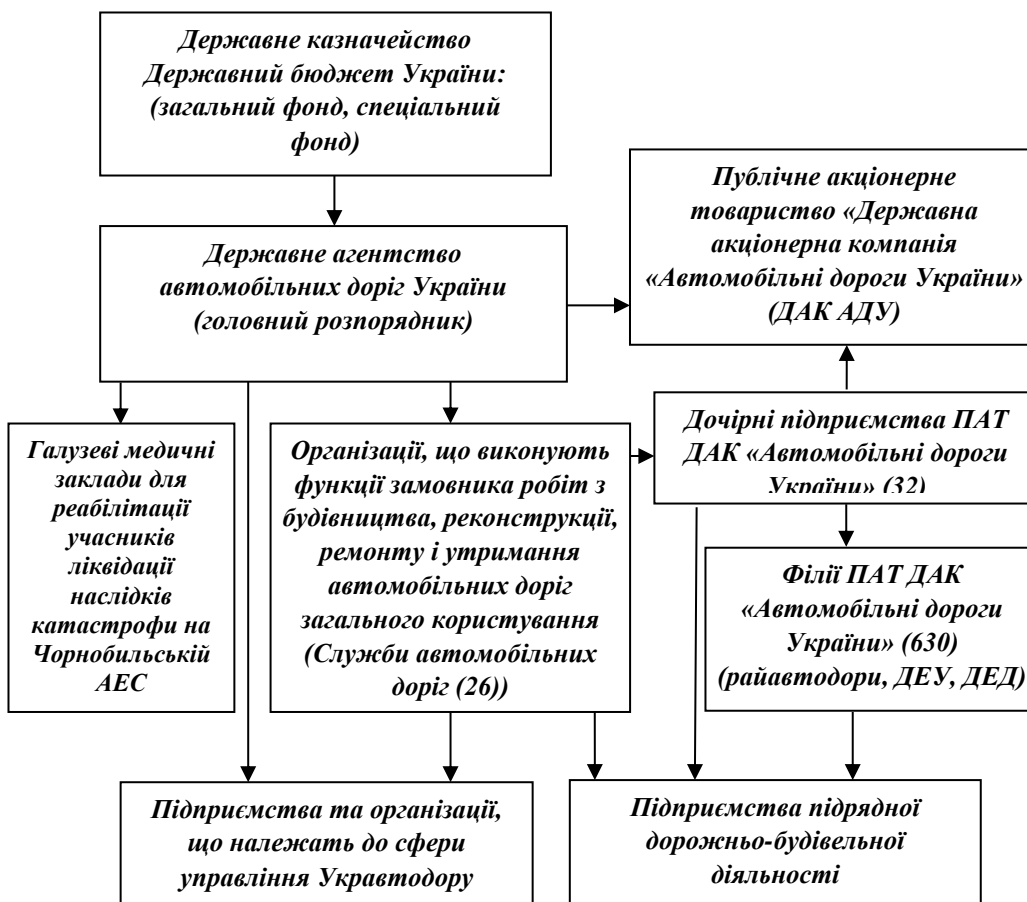 Державне казначейство
Державний бюджет України:
(загальний фонд, спеціальний
фонд)
Публічне акціонерне
товариство «Державна
акціонерна компанія
«Автомобільні дороги України»
(ДАК АДУ)
Державне агентство
автомобільних доріг України
(головний розпорядник)
Галузеві медичні
заклади для
реабілітації
учасників
ліквідації
наслідків
катастрофи на
Чорнобильській
АЕС
Організації, що виконують
функції замовника робіт з
будівництва, реконструкції,
ремонту і утримання
автомобільних доріг
загального користування
(Служби автомобільних
доріг (26))
Дочірні підприємства ПАТ
ДАК «Автомобільні дороги
України» (32)
Філії ПАТ ДАК
«Автомобільні дороги
України» (630)
(райавтодори, ДЕУ, ДЕД)
Підприємства та організації,
що належать до сфери
управління Укравтодору
Підприємства підрядної
дорожньо-будівельної
діяльності